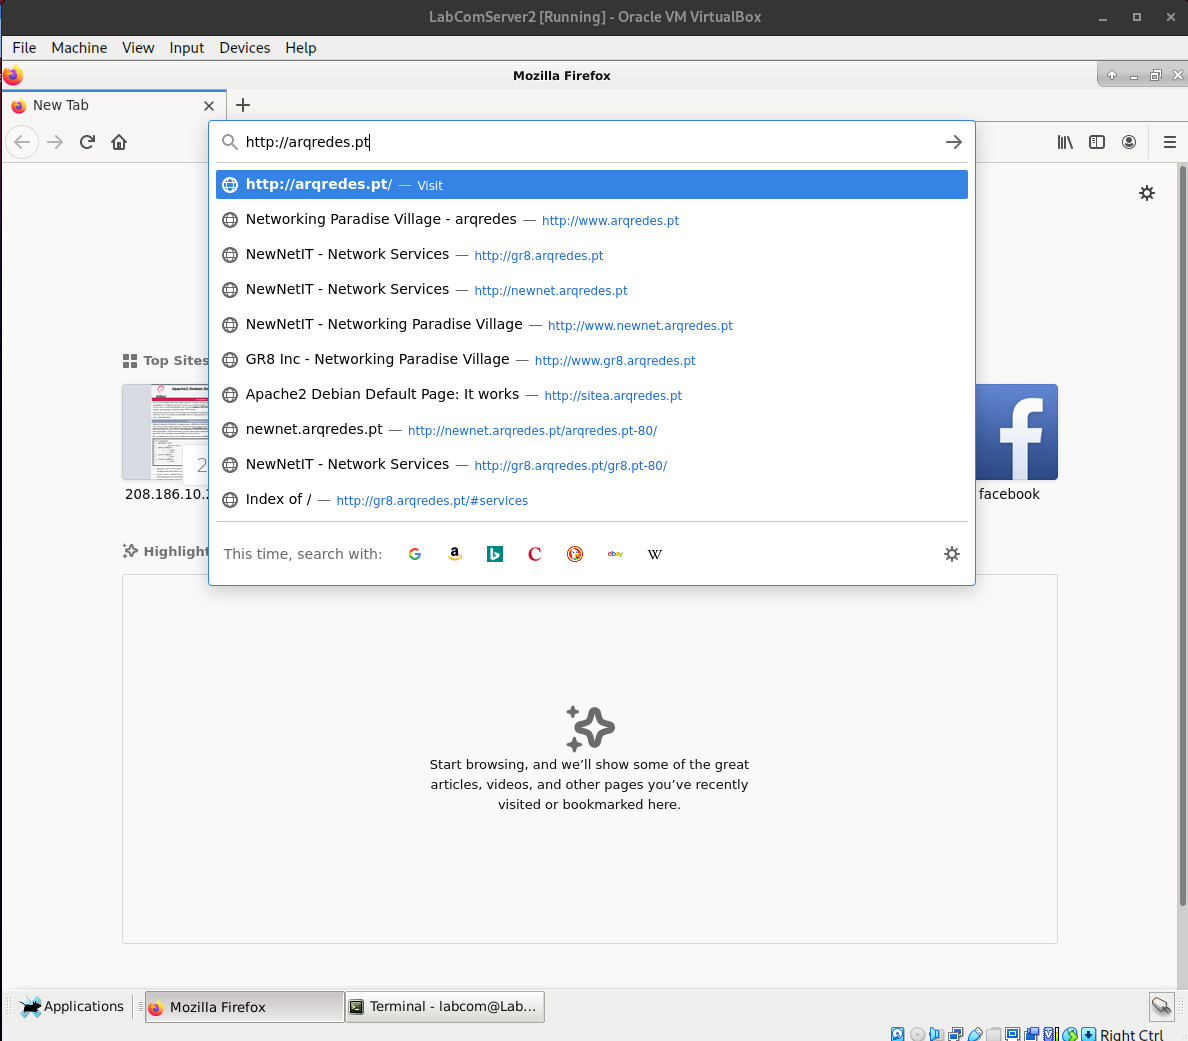 LabComServer2 [Running] - Oracle VM VirtualBox
File Machine View Input Devices Help
Mozilla Firefox
New Tab
http://arqredes.pt
http://arqredes.pt/ — Visit
Networking Paradise Village - arqredes — http://www.arqredes.pt
NewNetIT - Network Services — http://gr8.arqredes.pt
NewNetIT - Network Services — http://newnet.arqredes.pt
NewNetIT - Networking Paradise Village — http://www.newnet.arqredes.pt
GR8 Inc - Networking Paradise Village — http://www.gr8.arqredes.pt
Apache2 Debian Default Page: It works — http://sitea.arqredes.pt
newnet.arqredes.pt — http://newnet.arqredes.pt/arqredes.pt-80/
NewNetIT - Network Services — http://gr8.arqredes.pt/gr8.pt-80/
Index of / — http://gr8.arqredes.pt/#services
This time, search with:
Top Sites
2
208.186.10.
facebook
Highlight
Start browsing, and we’ll show some of the great
articles, videos, and other pages you’ve recently
visited or bookmarked here.
Applications
Mozilla Firefox
Terminal - labcom@Lab...
Right Ctrl